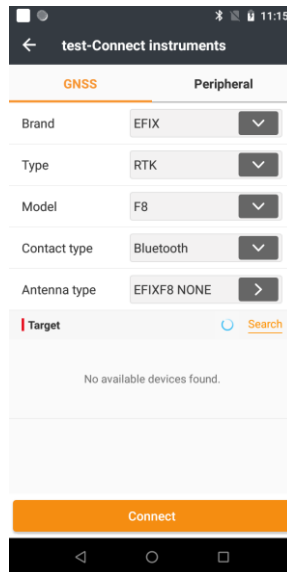 11:15
test-Connect instruments
GNSS
Peripheral
Brand
EFIX
Type
RTK
Model
F8
Contact type
Bluetooth
Antenna type
EFIXF8 NONE
Target
Search
No available devices found.
Connect